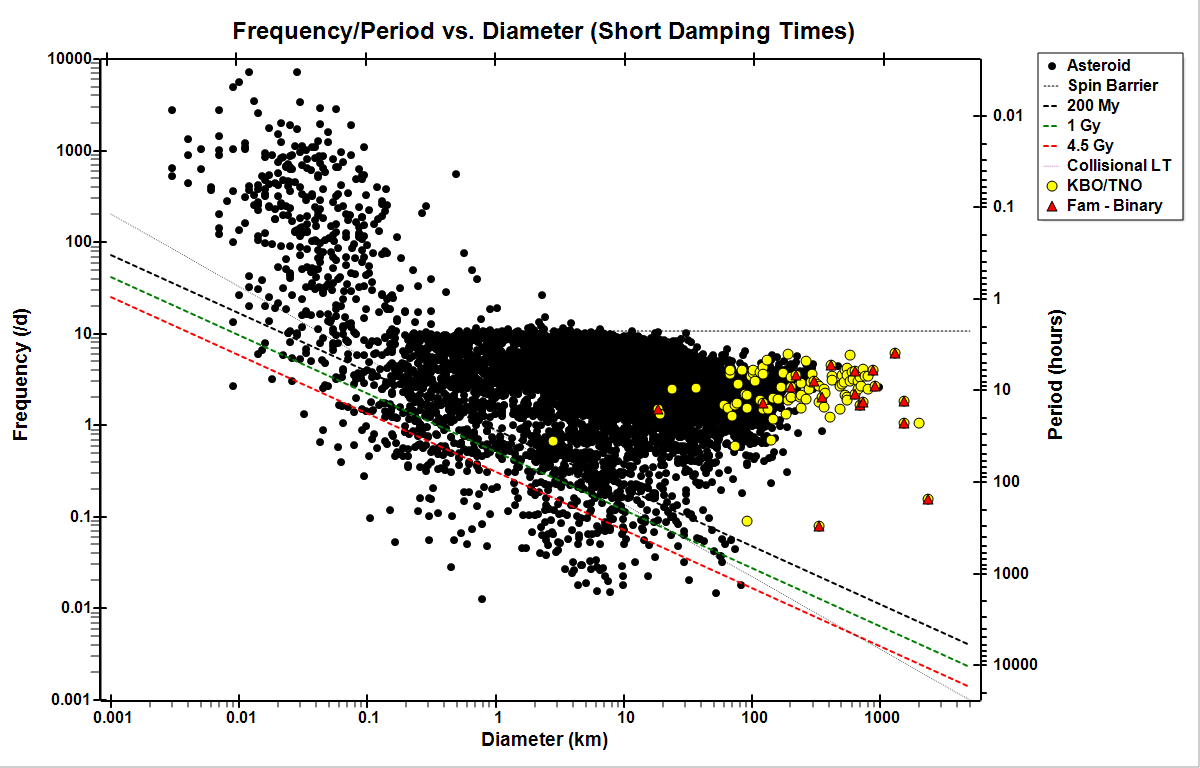 Frequency/Period vs. Diameter (Short Damping Times)
Asteroid
Spin Barrier
200 My
1 Gy
4.5 Gy
Collisional LT
KBO/TNO
Fam - Binary
Frequency (/d)
10000
1000
100
10
1
0.1
0.01
0.001
0.01
0.1
1
10
100
1000
10000
Period (hours)
0.001
0.01
0.1
1
10
100
1000
Diameter (km)